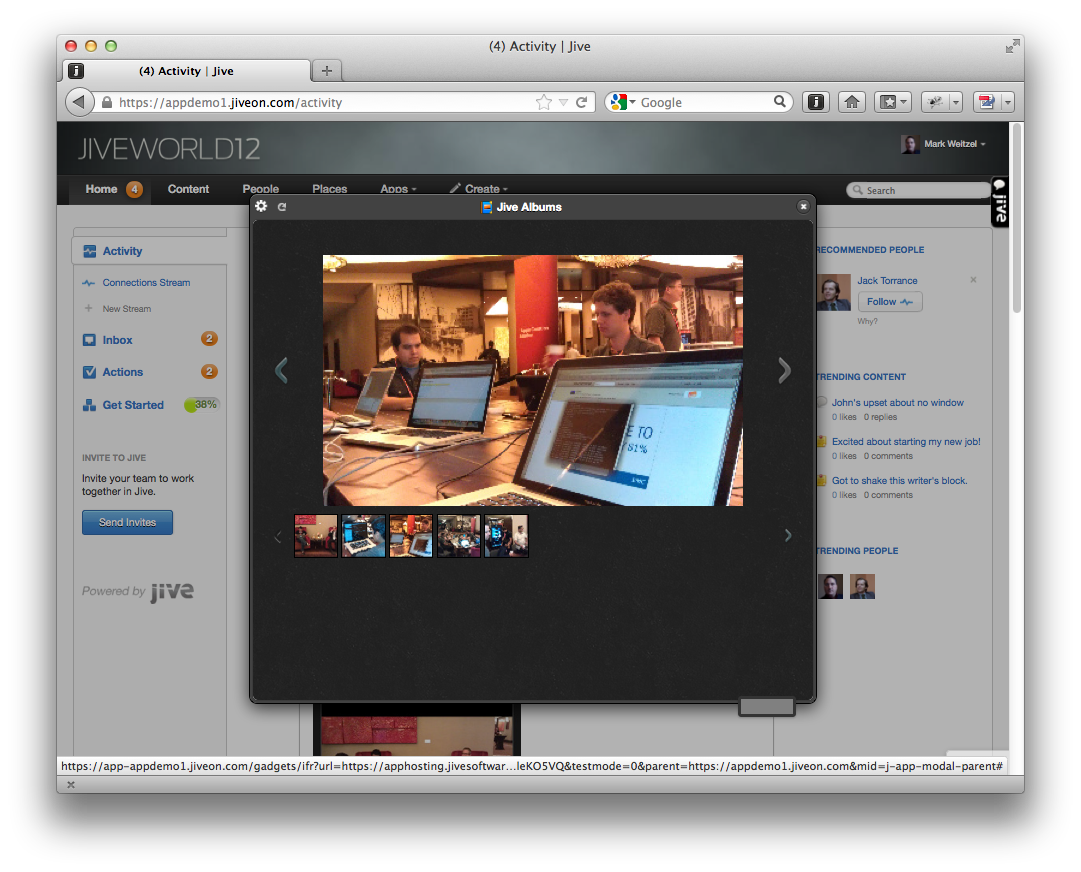 (4) Activity | Jive
(4) Activity | Jive
https://appdemo1.jiveon.com/activity
Google
JIVEWORLD12
Mark Weitzel
Home 4 Content People Places Apps Create
Search
jive
Jive Albums
Activity
Connections Stream
New Stream
Inbox 2
Actions 2
Get Started 38%
INVITE TO JIVE
Invite your team to work
together in Jive.
Send Invites
Powered by jive
TE TO
81%
RECOMMENDED PEOPLE
Jack Torrance
Follow
Why?
TRENDING CONTENT
John's upset about no window
0 likes 0 replies
Excited about starting my new job!
0 likes 0 comments
Got to shake this writer's block.
0 likes 0 comments
TRENDING PEOPLE
https://app-appdemo1.jiveon.com/gadgets/ifr?url=https://apphosting.jivesoftwar...leKO5VQ&testmode=0&parent=https://appdemo1.jiveon.com&mid=j-app-modal-parent#